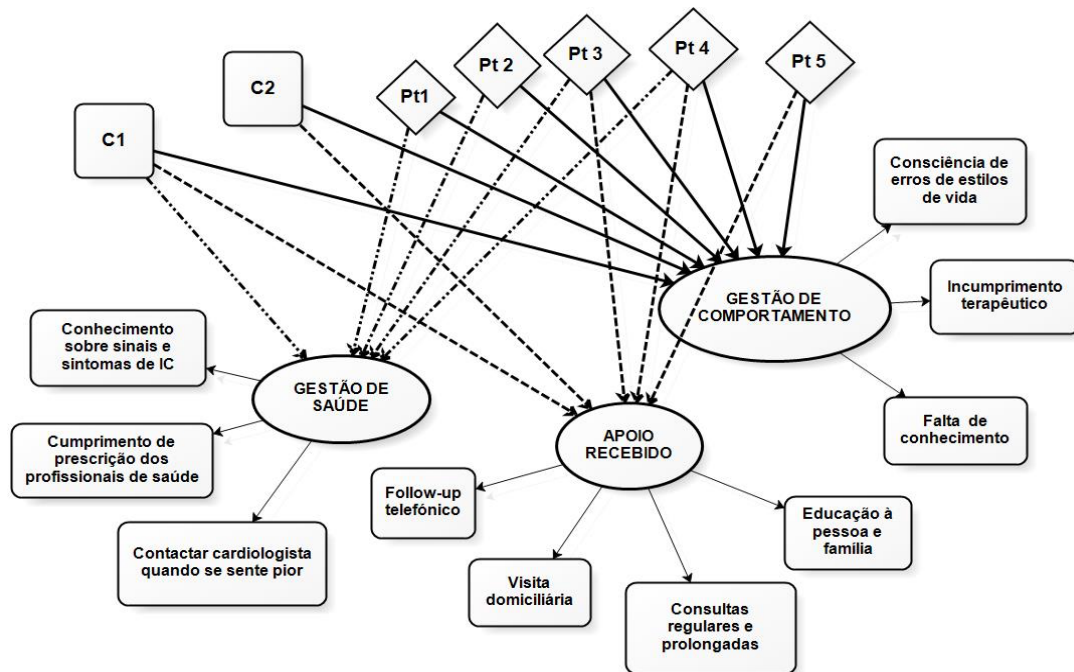 C1
C2
Pt1
Pt 2
Pt 3
Pt 4
Pt 5
Consciência de
erros de estilos
de vida
Incumprimento
terapêutico
Falta de
conhecimento
GESTÃO DE
COMPORTAMENTO
Conhecimento
sobre sinais e
sintomas de IC
Cumprimento de
prescrição dos
profissionais de saúde
Contactar cardiologista
quando se sente pior
GESTÃO DE
SAÚDE
APOIO
RECEBIDO
Follow-up
telefónico
Visita
domiciliária
Consultas
regulares e
prolongadas
Educação à
pessoa e
família